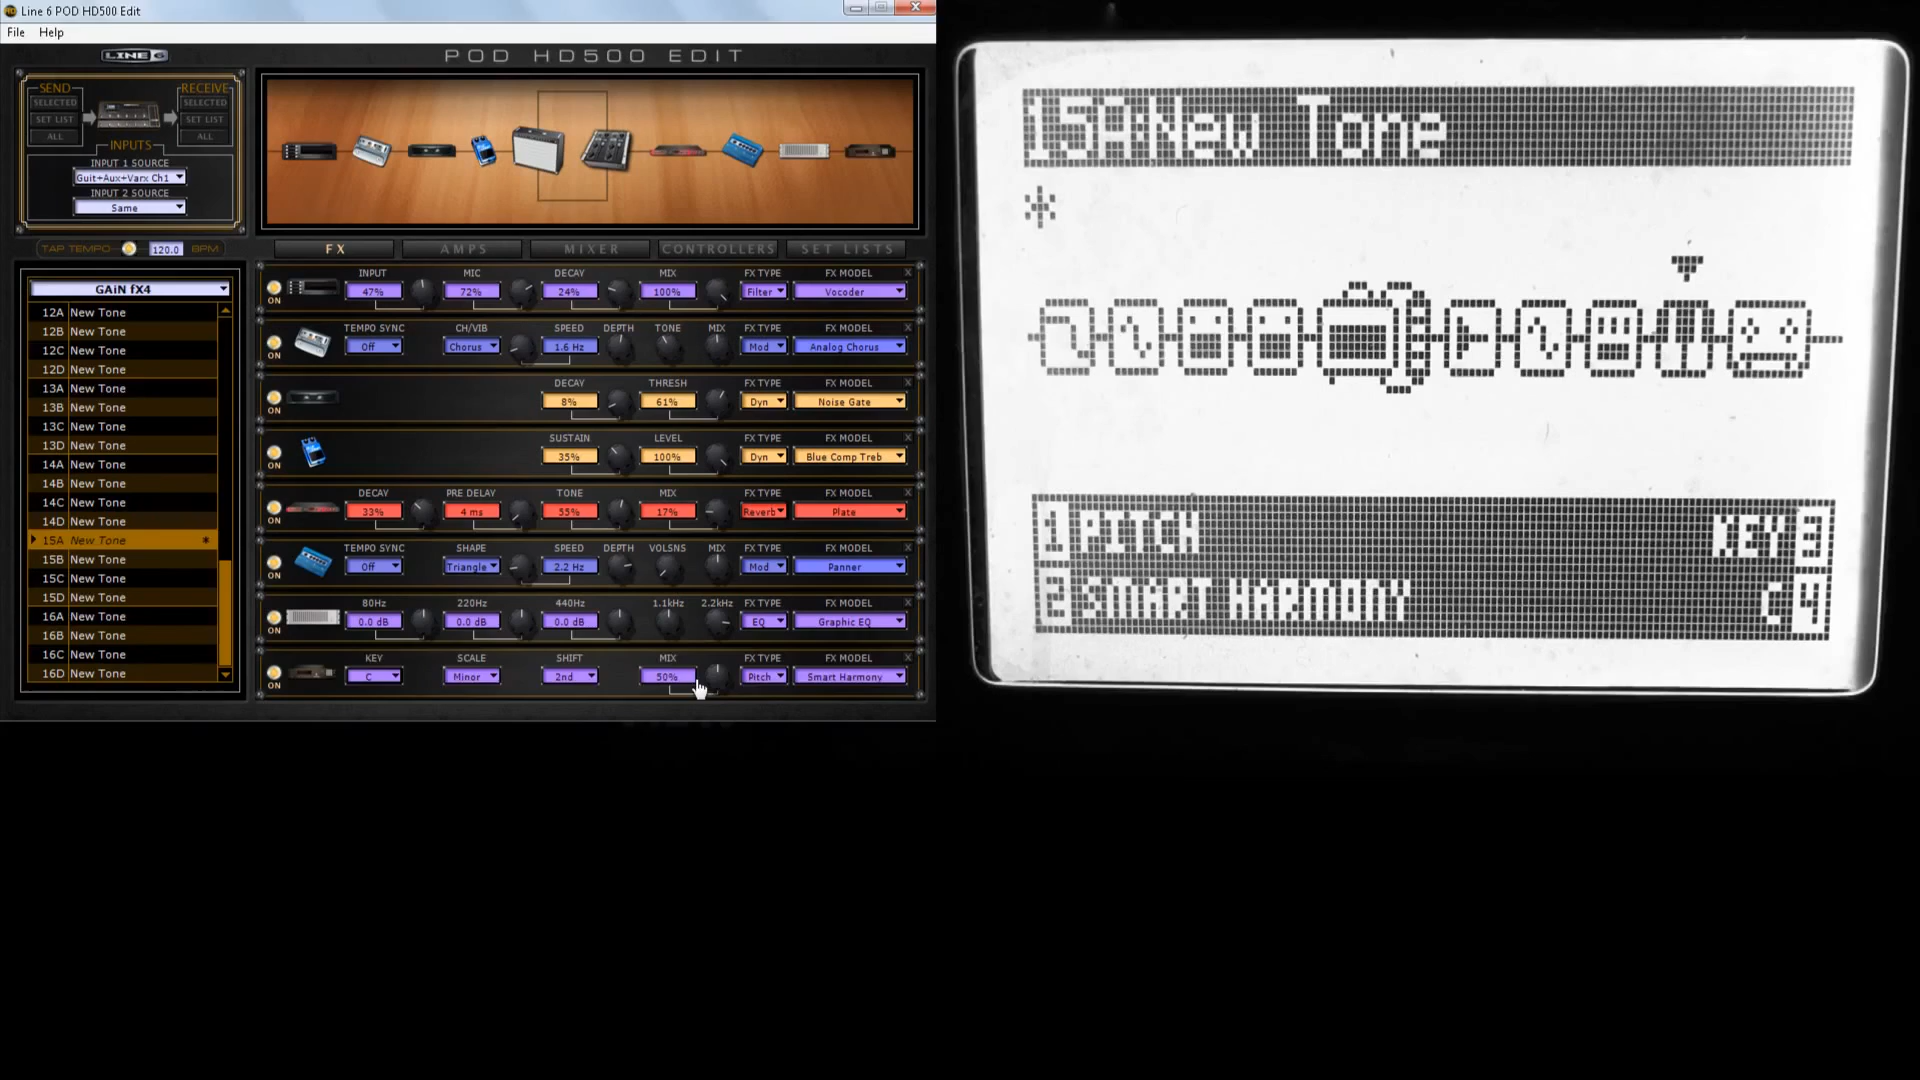 Line 6 POD HD500 Edit
File Help
LINE 6
POD HD500 EDIT
SEND RECEIVE
SELECTED SELECTED
SET LIST SET LIST
ALL ALL
INPUTS
INPUT 1 SOURCE
Guit+Aux+Varx Ch1
INPUT 2 SOURCE
Same
TAP TEMPO 120.0 BPM
FX AMPS MIXER CONTROLLERS SET LISTS
GAiN fX4
12A New Tone
12B New Tone
12C New Tone
12D New Tone
13A New Tone
13B New Tone
13C New Tone
13D New Tone
14A New Tone
14B New Tone
14C New Tone
14D New Tone
15A New Tone *
15B New Tone
15C New Tone
15D New Tone
16A New Tone
16B New Tone
16C New Tone
16D New Tone
INPUT MIC DECAY MIX FX TYPE FX MODEL X
ON 47% 72% 24% 100% Filter Vocoder
TEMPO SYNC CH/VIB SPEED DEPTH TONE MIX FX TYPE FX MODEL X
ON Off Chorus 1.6 Hz Mod Analog Chorus
DECAY THRESH FX TYPE FX MODEL X
ON 8% 61% Dyn Noise Gate
SUSTAIN LEVEL FX TYPE FX MODEL X
ON 35% 100% Dyn Blue Comp Treb
DECAY PRE DELAY TONE MIX FX TYPE FX MODEL X
ON 33% 4 ms 55% 17% Reverb Plate
TEMPO SYNC SHAPE SPEED DEPTH VOLSNS MIX FX TYPE FX MODEL X
ON Off Triangle 2.2 Hz Mod Panner
80Hz 220Hz 440Hz 1.1kHz 2.2kHz FX TYPE FX MODEL X
ON 0.0 dB 0.0 dB 0.0 dB EQ Graphic EQ
KEY SCALE SHIFT MIX FX TYPE FX MODEL X
ON C Minor 2nd 50% Pitch Smart Harmony
15A:New Tone
*
1 PITCH KEY 3
2 SMART HARMONY C 4